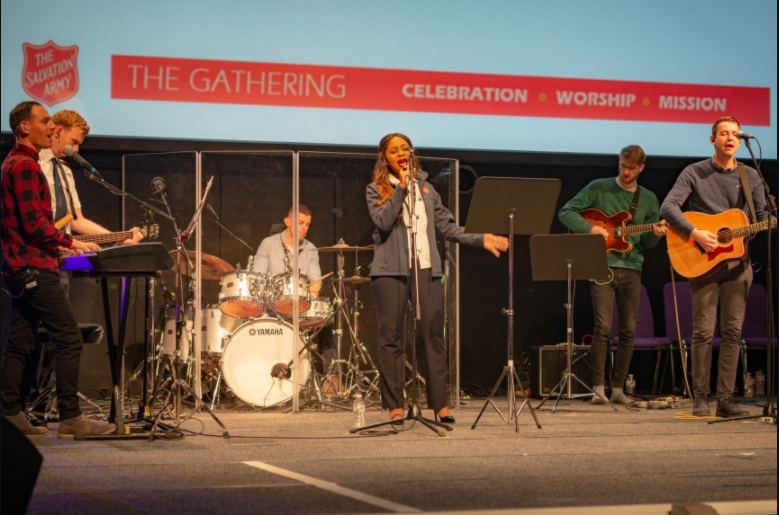 THE
SALVATION
ARMY
THE GATHERING
CELEBRATION • WORSHIP • MISSION
YAMAHA